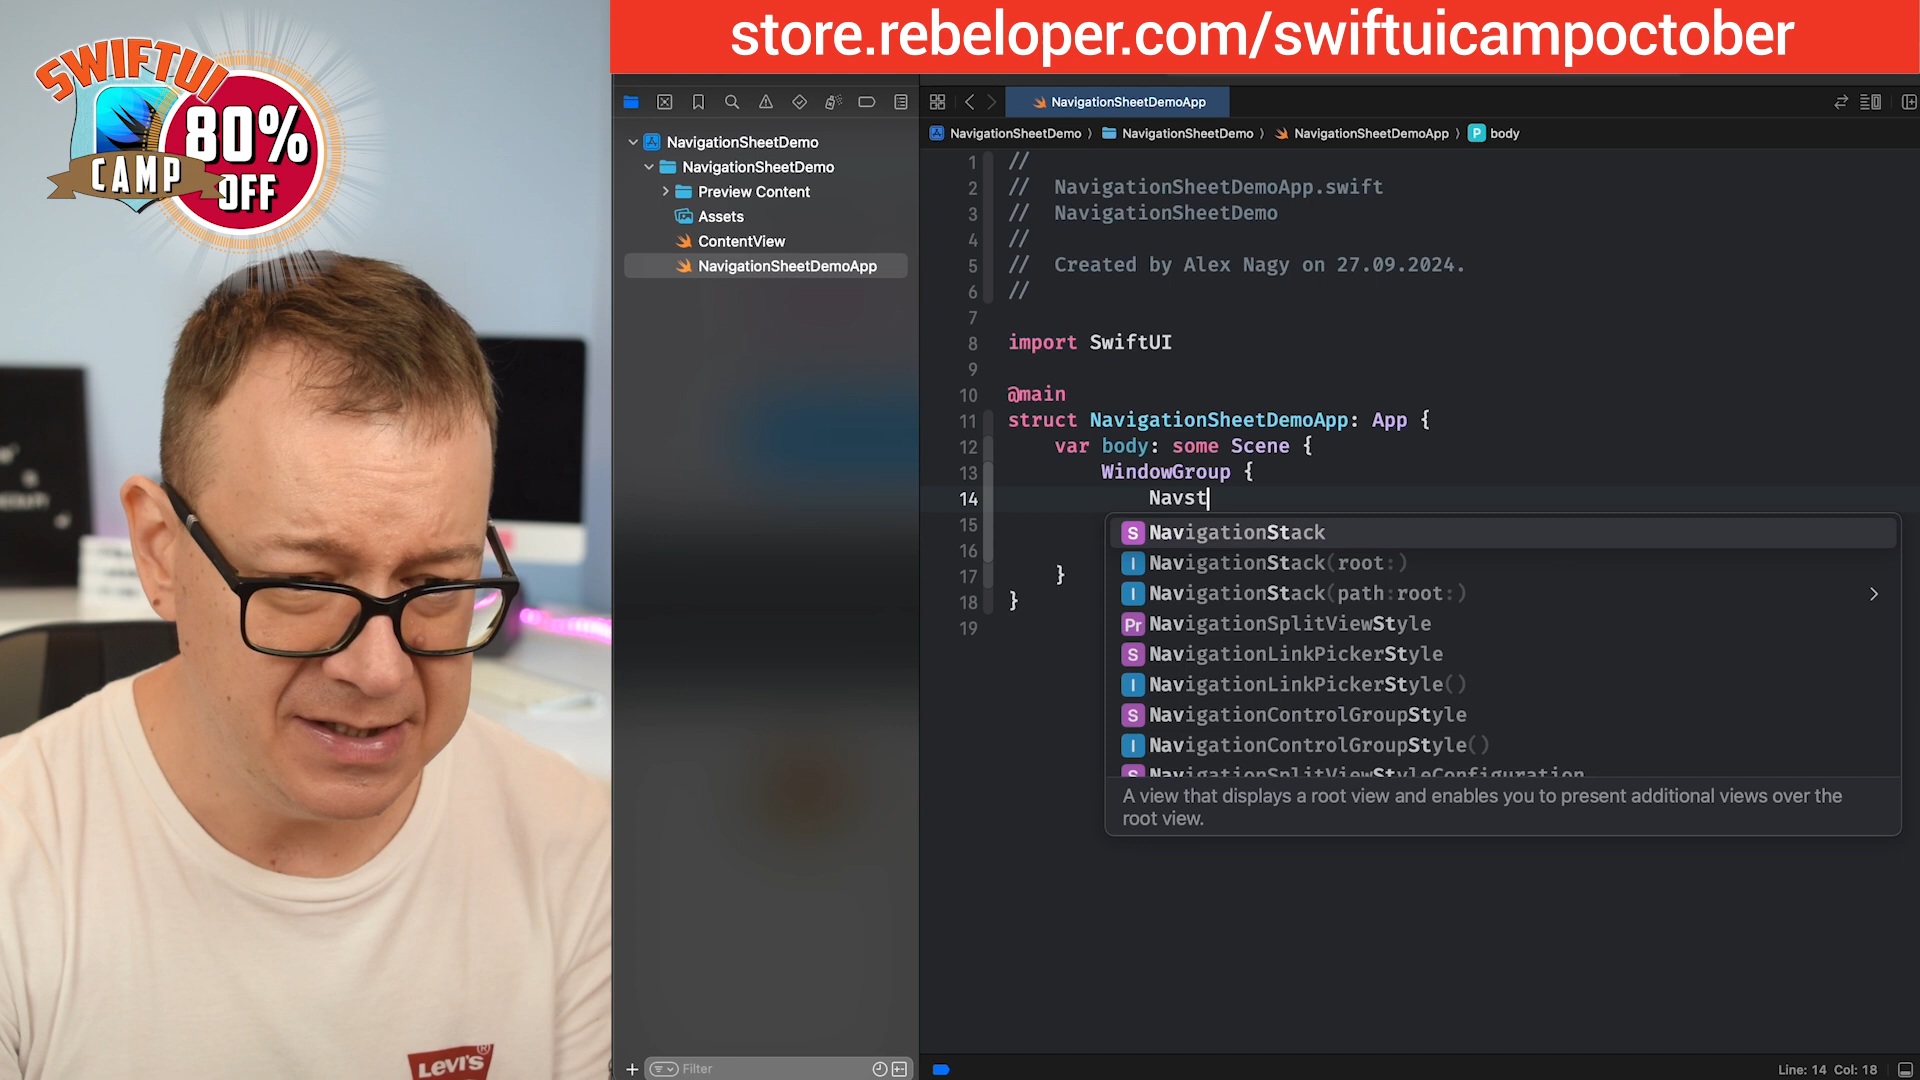 store.rebeloper.com/swiftuicampoctober
SWIFTUI
CAMP
80%
OFF
NavigationSheetDemo
NavigationSheetDemo
Preview Content
Assets
ContentView
NavigationSheetDemoApp
Filter
NavigationSheetDemoApp
NavigationSheetDemo 〉 NavigationSheetDemo 〉 NavigationSheetDemoApp 〉 P body
1 //
2 // NavigationSheetDemoApp.swift
3 // NavigationSheetDemo
4 //
5 // Created by Alex Nagy on 27.09.2024.
6 //
7
8 import SwiftUI
9
10 @main
11 struct NavigationSheetDemoApp: App {
12 var body: some Scene {
13 WindowGroup {
14 Navst
15
16
17 }
18 }
19
S NavigationStack
I NavigationStack(root:)
I NavigationStack(path:root:)
Pr NavigationSplitViewStyle
S NavigationLinkPickerStyle
I NavigationLinkPickerStyle()
S NavigationControlGroupStyle
I NavigationControlGroupStyle()
S NavigationSplitViewStyleConfiguration
A view that displays a root view and enables you to present additional views over the
root view.
Line: 14 Col: 18
LEVI'S®